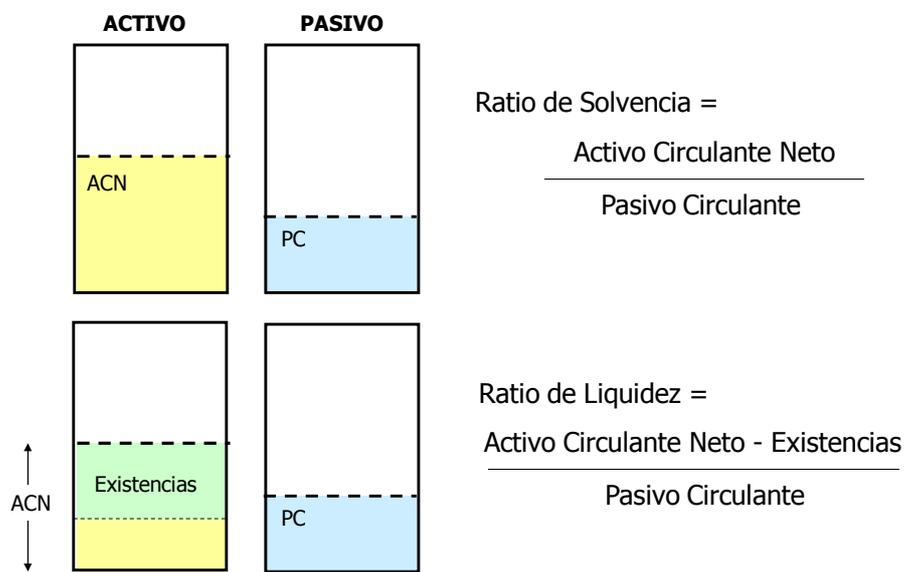 ACTIVO PASIVO
ACN
PC
Ratio de Solvencia =
Activo Circulante Neto
Pasivo Circulante
ACN
Existencias
PC
Ratio de Liquidez =
Activo Circulante Neto - Existencias
Pasivo Circulante